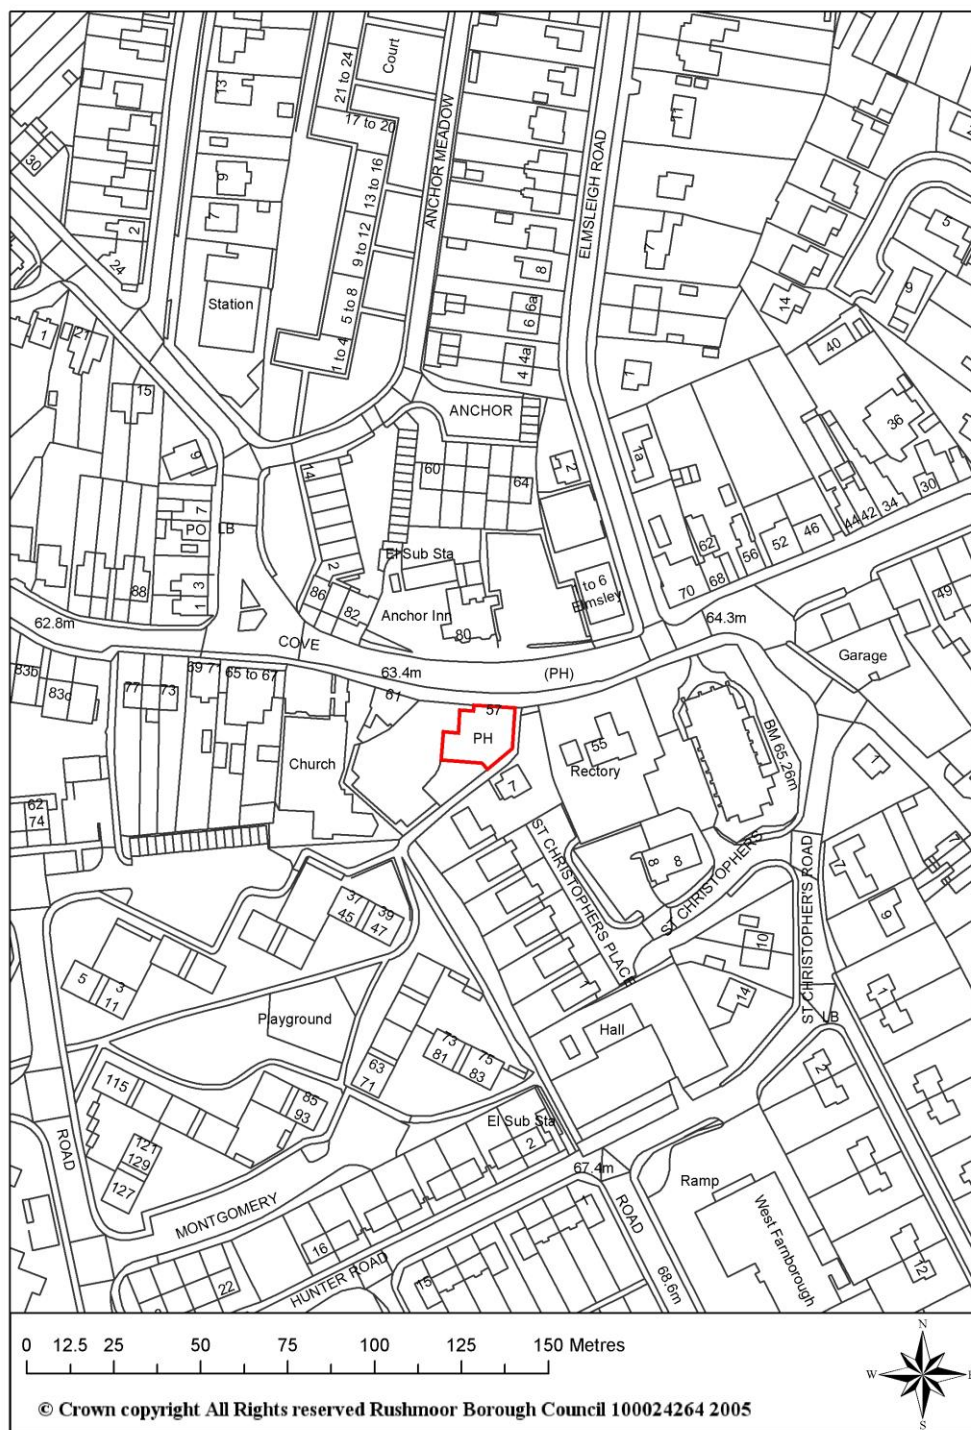 13
21 to 24
Court
17 to 20
11
30
9
13 to 16
ANCHOR MEADOW
ELMSLEIGH ROAD
5
2
7
9 to 12
8
7
24
9
Station
5 to 8
6 6a
14
1
21
1 to 4
4 4a
40
1
15
ANCHOR
36
9
14
60
64
2
1a
30
7
PO
LB
El Sub Sta
62
56
52
46
44
42
34
88
3
1
2
86
82
Anchor Inn
80
1 to 6
Elmsley
70
68
49
62.8m
COVE
63.4m
(PH)
64.3m
Garage
83b
83c
77
73
69 71
65 to 67
61
57
PH
55
Rectory
BM 65.26m
Church
7
1
62
74
ST CHRISTOPHERS PLACE
8
8
ST CHRISTOPHERS
ST CHRISTOPHERS ROAD
7
7
9
37
45
39
47
10
5
3
11
1
14
1
LB
Playground
Hall
73
81
75
83
63
71
2
115
85
93
El Sub Sta
2
ROAD
121
129
127
67.4m
Ramp
MONTGOMERY
16
ROAD
West Farnborough
22
HUNTER ROAD
15
68.6m
12
0 12.5 25 50 75 100 125 150 Metres
N
W
E
S
© Crown copyright All Rights reserved Rushmoor Borough Council 100024264 2005